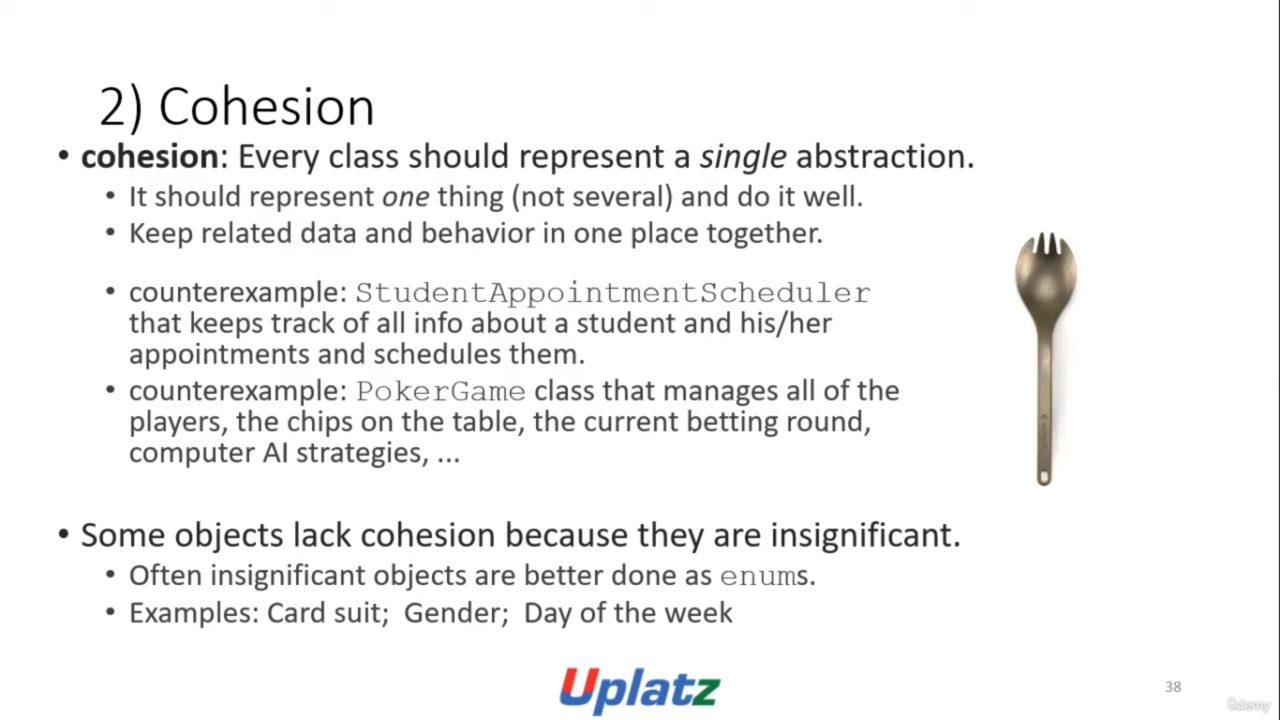 2) Cohesion
• cohesion: Every class should represent a single abstraction.
• It should represent one thing (not several) and do it well.
• Keep related data and behavior in one place together.
• counterexample: StudentAppointmentScheduler
that keeps track of all info about a student and his/her
appointments and schedules them.
• counterexample: PokerGame class that manages all of the
players, the chips on the table, the current betting round,
computer AI strategies, ...
• Some objects lack cohesion because they are insignificant.
• Often insignificant objects are better done as enums.
• Examples: Card suit; Gender; Day of the week
Uplatz
38
ûdemy